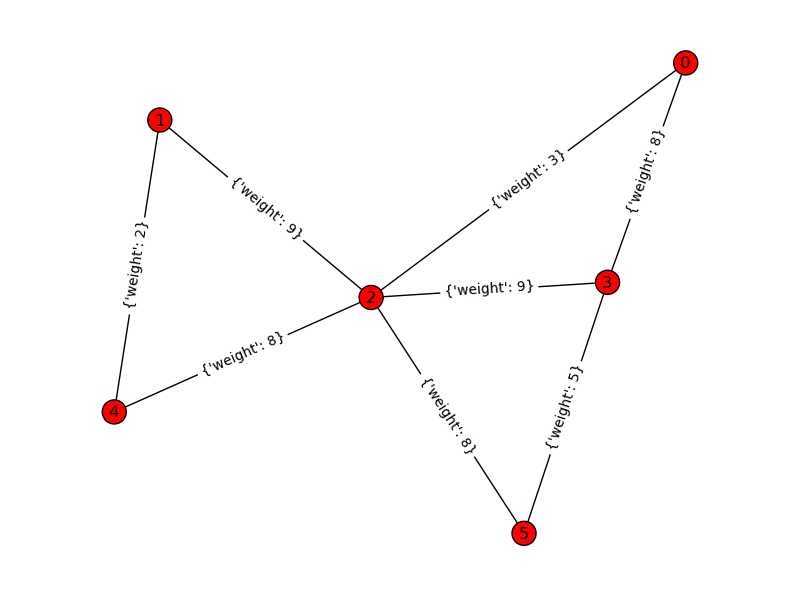 0
1
{'weight': 8}
{'weight': 3}
{'weight': 9}
{'weight': 2}
3
{'weight': 9}
2
{'weight': 8}
{'weight': 5}
4
{'weight': 8}
5